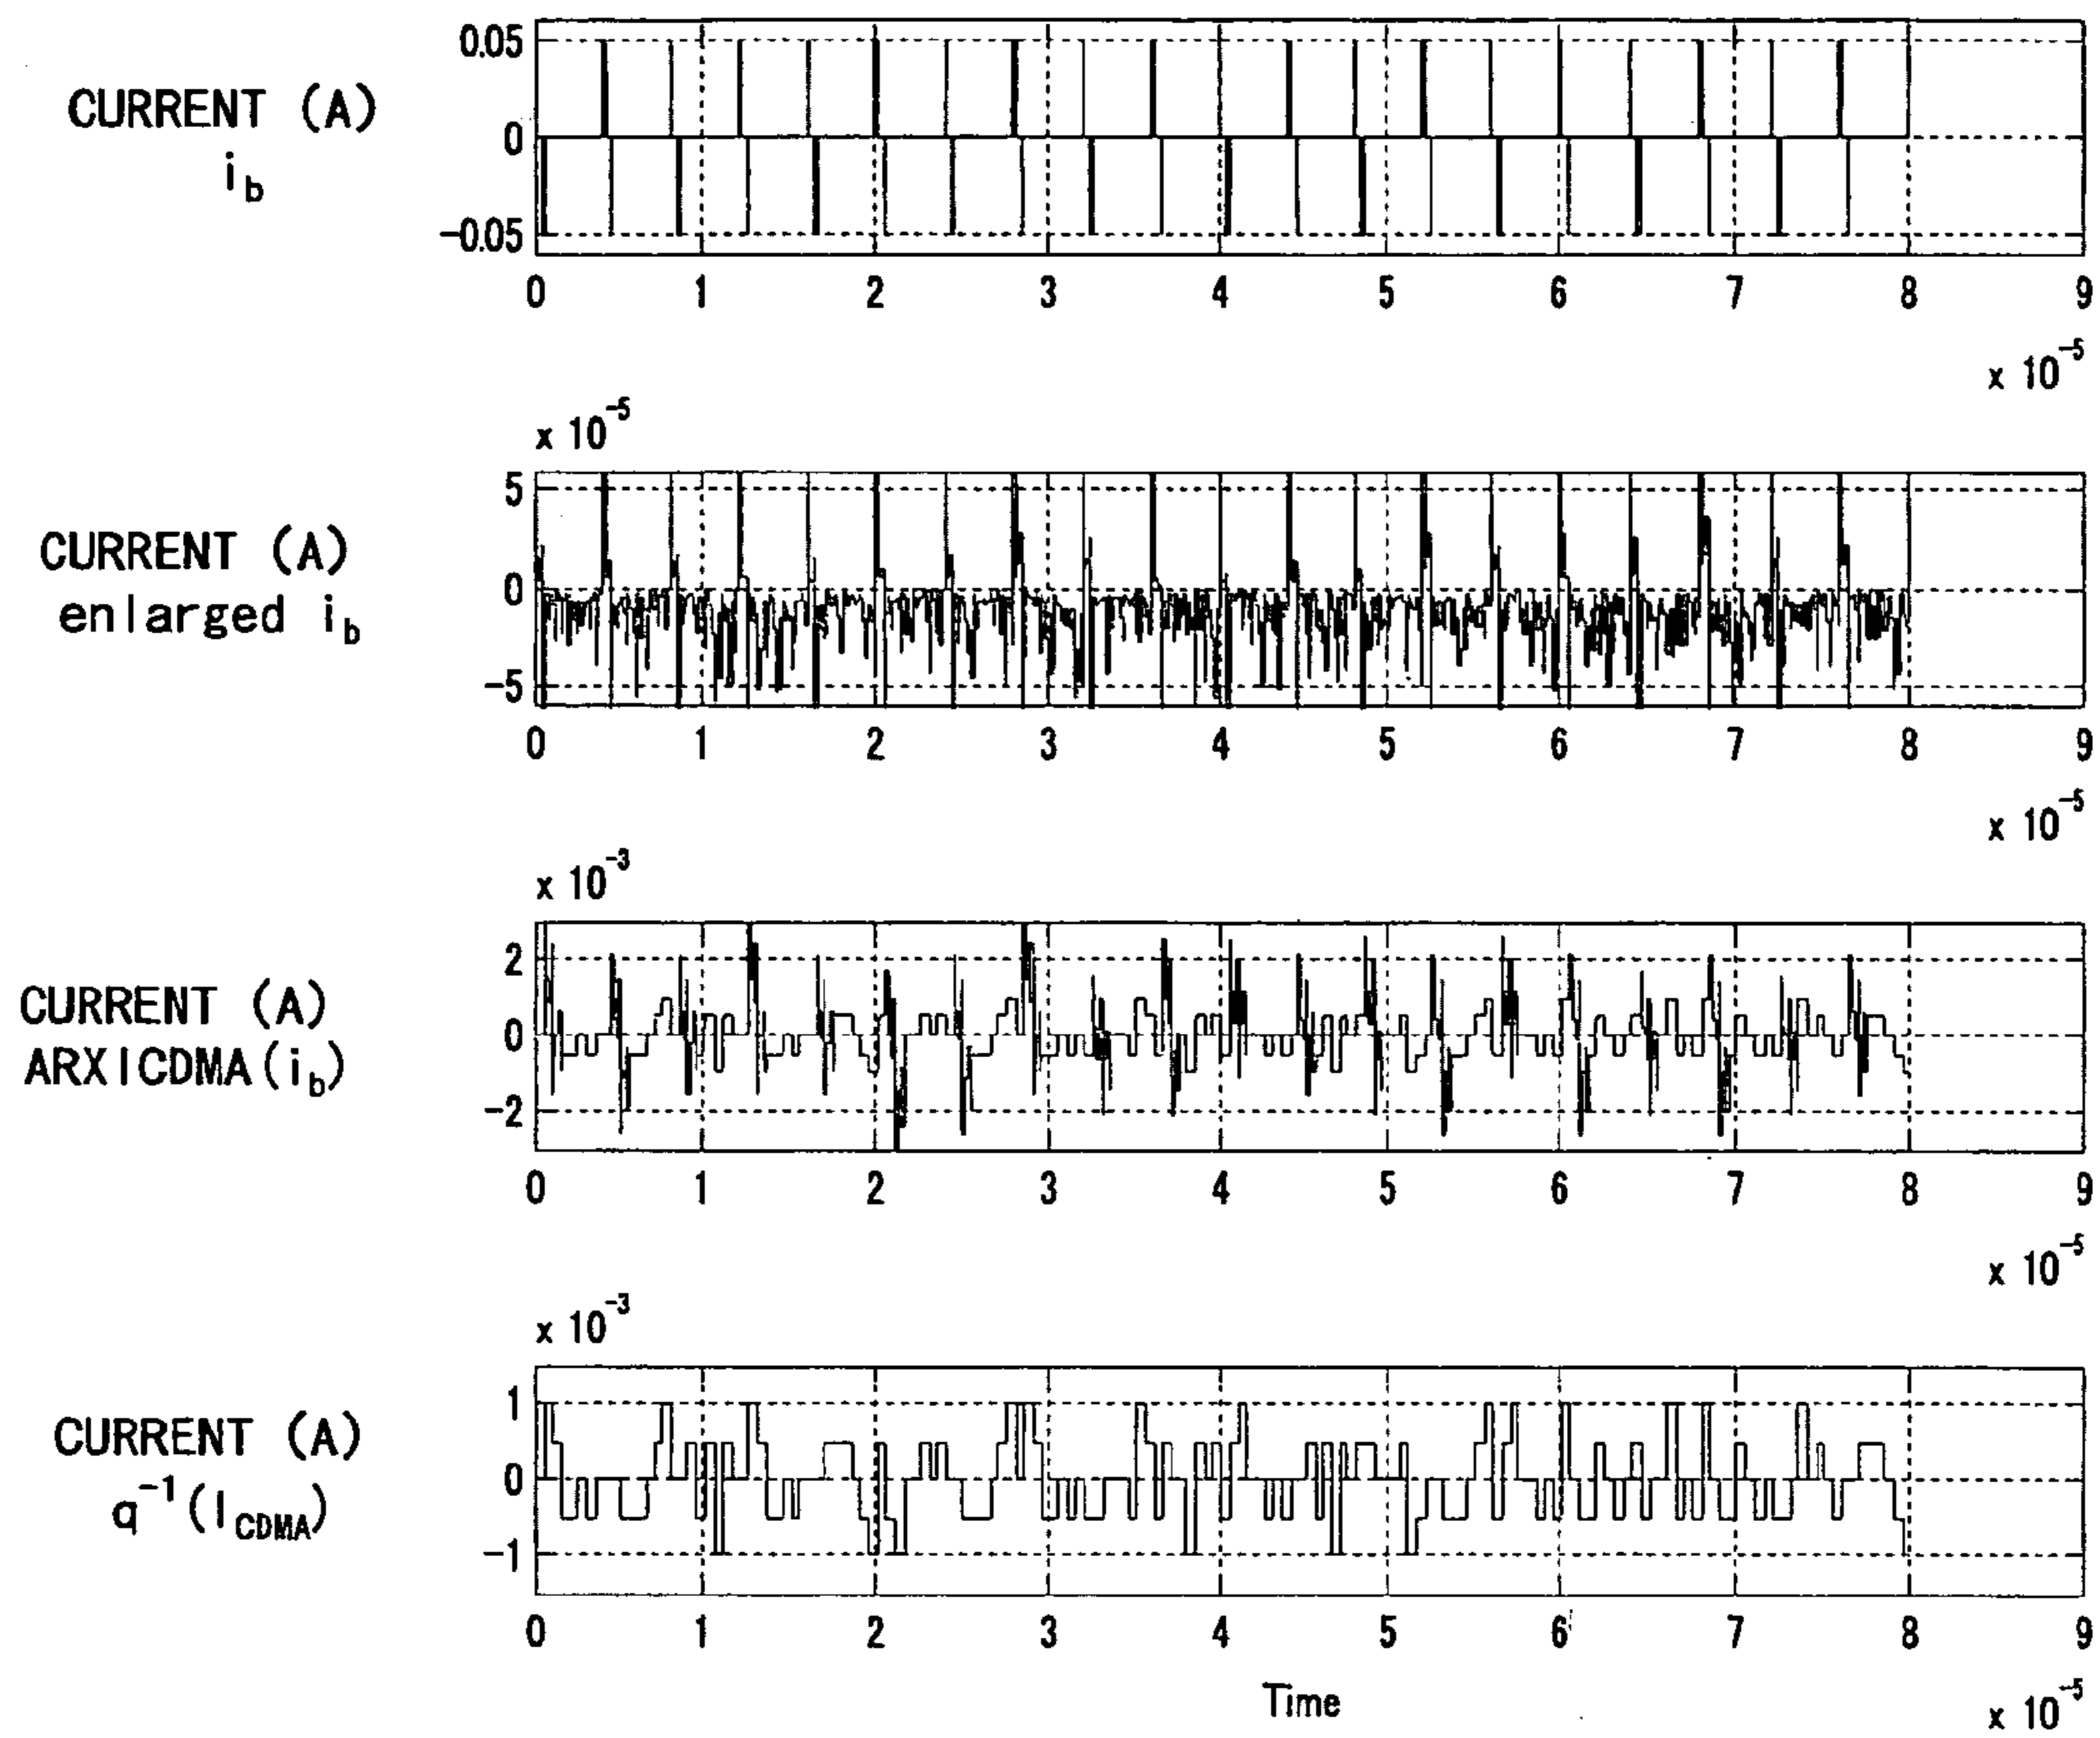 CURRENT (A)
i_b
0.05
0
-0.05
0 1 2 3 4 5 6 7 8 9
x 10^-5
x 10^-5
CURRENT (A)
enlarged i_b
5
0
-5
0 1 2 3 4 5 6 7 8 9
x 10^-5
x 10^-3
CURRENT (A)
ARXICDMA(i_b)
2
0
-2
0 1 2 3 4 5 6 7 8 9
x 10^-5
x 10^-3
CURRENT (A)
q^-1(I_CDMA)
1
0
-1
0 1 2 3 4 5 6 7 8 9
Time
x 10^-5